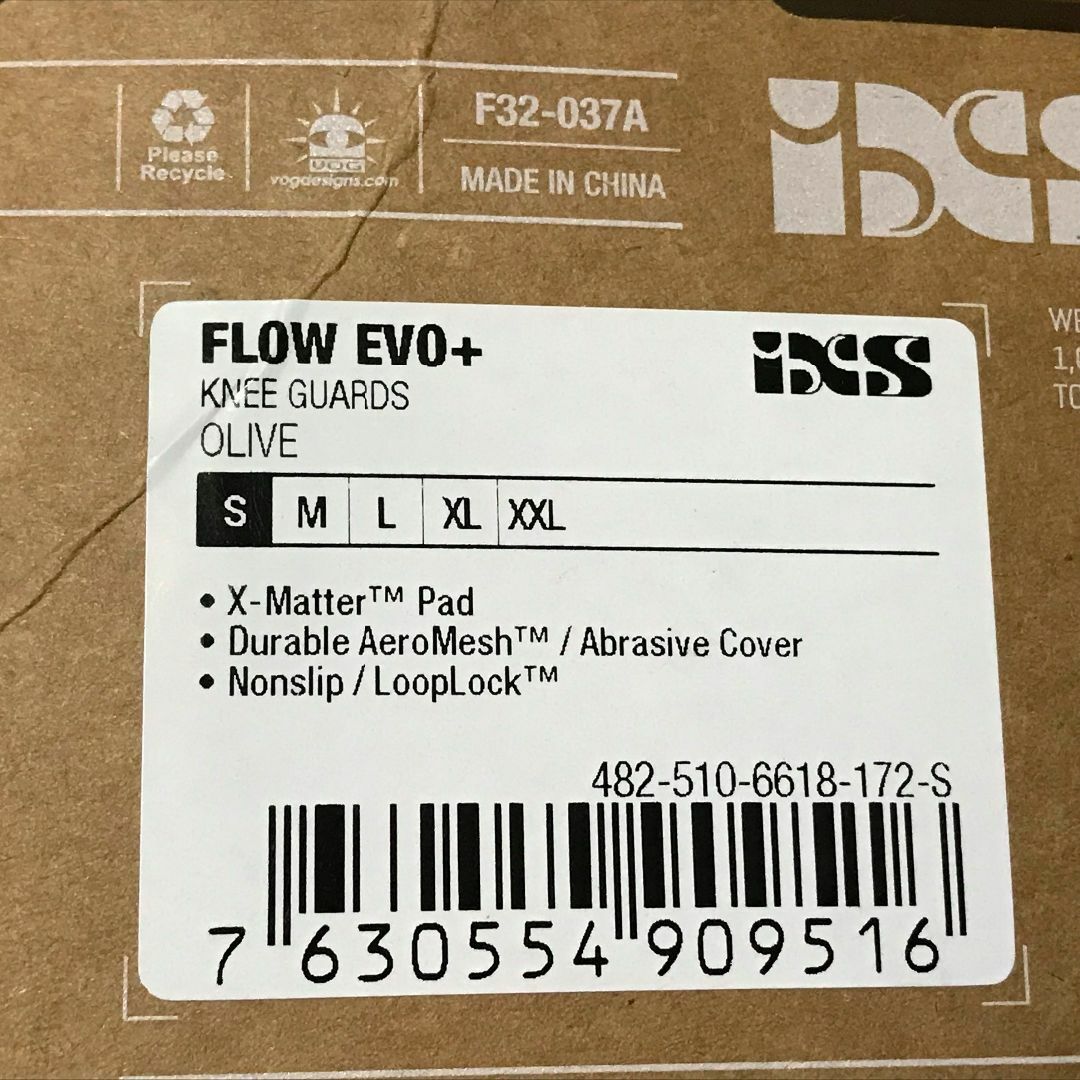 Please
Recycle
VOG
vogdesigns.com
F32-037A
MADE IN CHINA
iXS
FLOW EVO+
iXS
KNEE GUARDS
OLIVE
S M L XL XXL
• X-Matter™ Pad
• Durable AeroMesh™ / Abrasive Cover
• Nonslip / LoopLock™
482-510-6618-172-S
7 630554 909516